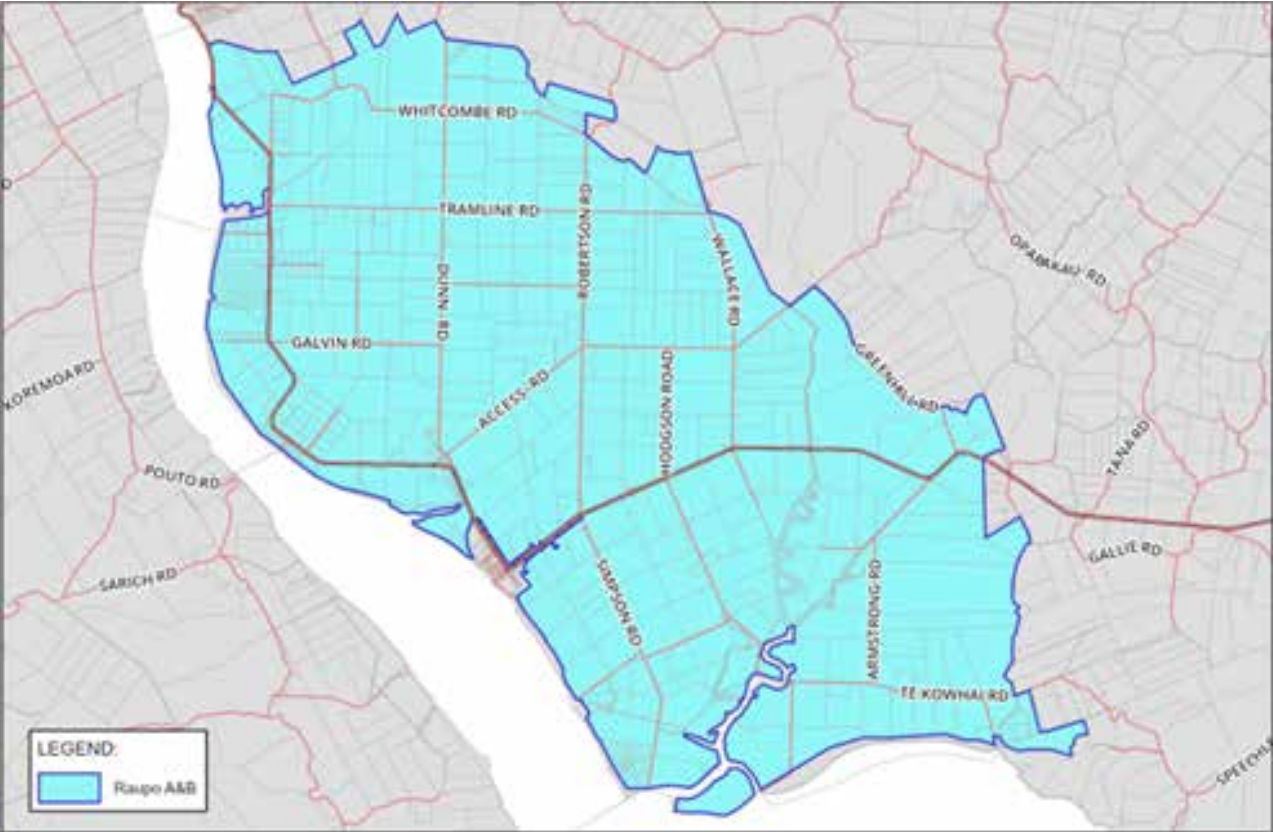 WHITCOMBE RD
TRAMLINE RD
ROBERTSON RD
WALLACE RD
OPARAKAU RD
DUNN RD
GALVIN RD
HODGSON ROAD
GREENHILL RD
KOREMOA RD
ACCESS RD
TANA RD
POUTO RD
GALLIE RD
SARICH RD
SIMPSON RD
ARMSTRONG RD
TE KOWHAI RD
LEGEND:
Raupo A&B